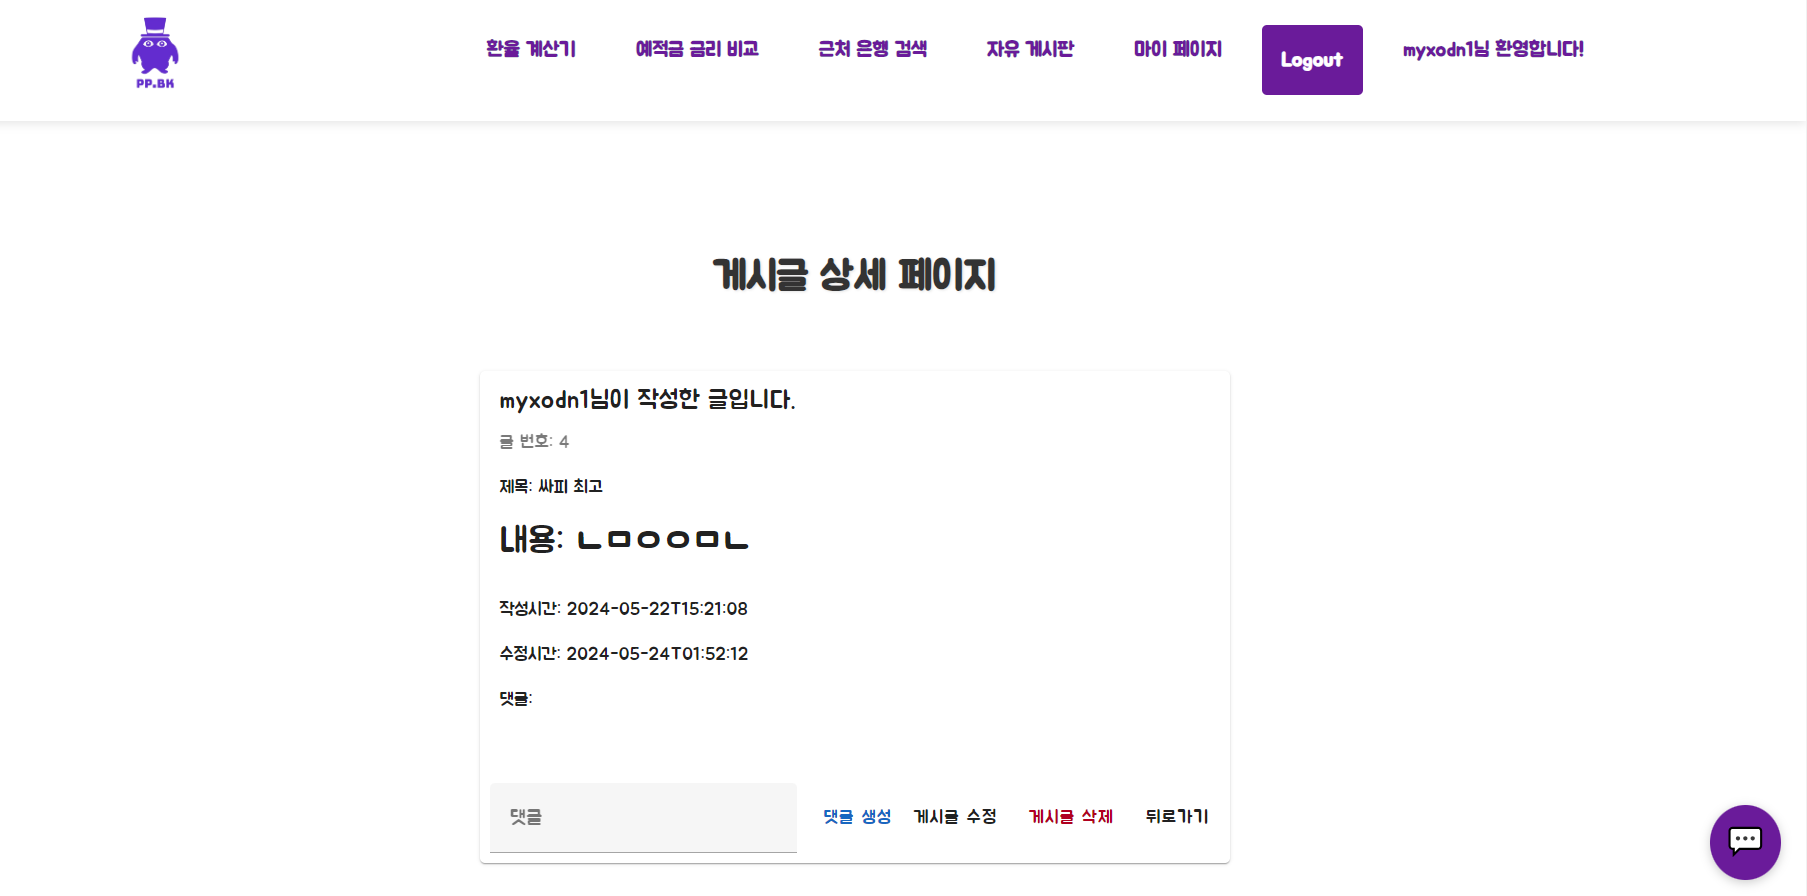 PP.BK
환율 계산기
예적금 금리 비교
근처 은행 검색
자유 게시판
마이 페이지
Logout
myxodn1님 환영합니다!
게시글 상세 페이지
myxodn1님이 작성한 글입니다.
글 번호: 4
제목: 싸피 최고
내용: ㄴㅁㅇㅇㅁㄴ
작성시간: 2024-05-22T15:21:08
수정시간: 2024-05-24T01:52:12
댓글:
댓글
댓글 생성
게시글 수정
게시글 삭제
뒤로가기